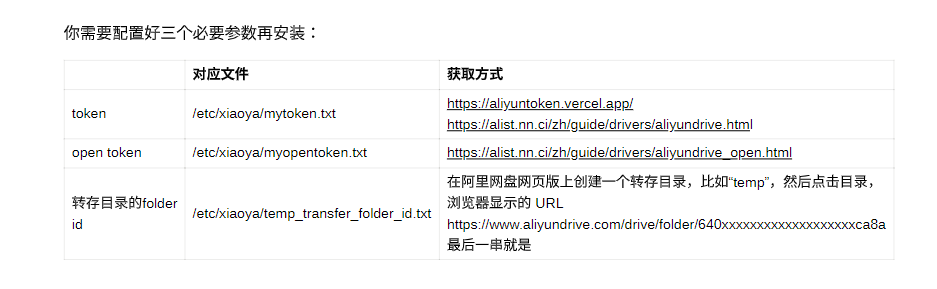 你需要配置好三个必要参数再安装：
对应文件 获取方式
token /etc/xiaoya/mytoken.txt https://aliyuntoken.vercel.app/
https://alist.nn.ci/zh/guide/drivers/aliyundrive.html
open token /etc/xiaoya/myopentoken.txt https://alist.nn.ci/zh/guide/drivers/aliyundrive_open.html
转存目录的folder id /etc/xiaoya/temp_transfer_folder_id.txt 在阿里网盘网页版上创建一个转存目录，比如“temp”，然后点击目录，
浏览器显示的 URL
https://www.aliyundrive.com/drive/folder/640xxxxxxxxxxxxxxxxxxxca8a
最后一串就是